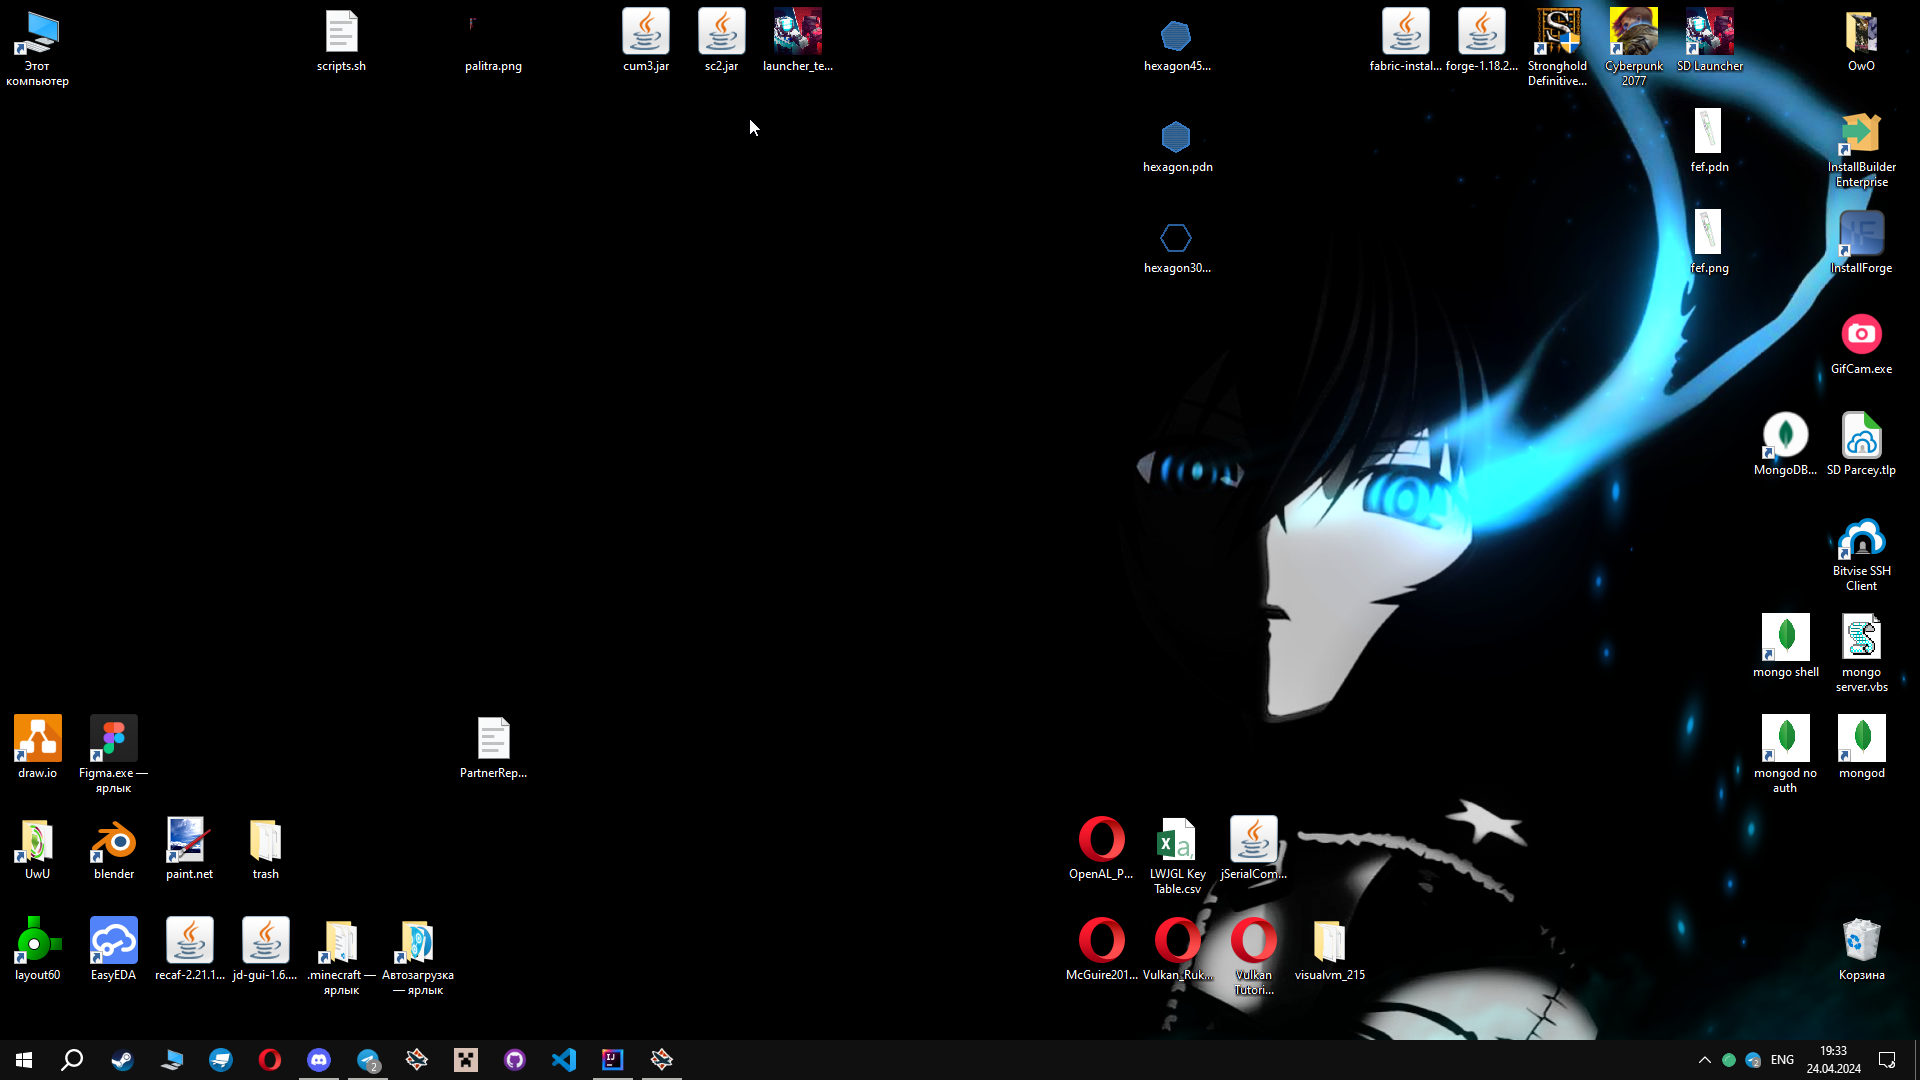 Этот
компьютер
scripts.sh
palitra.png
cum3.jar
sc2.jar
launcher_te...
hexagon45...
fabric-instal...
forge-1.18.2...
Stronghold
Definitive...
Cyberpunk
2077
SD Launcher
OwO
hexagon.pdn
fef.pdn
InstallBuilder
Enterprise
hexagon30...
fef.png
InstallForge
GifCam.exe
MongoDB...
SD Parcey.tlp
Bitvise SSH
Client
mongo shell
mongo
server.vbs
draw.io
Figma.exe —
ярлык
PartnerRep...
mongod no
auth
mongod
UwU
blender
paint.net
trash
OpenAL_P...
LWJGL Key
Table.csv
jSerialCom...
layout60
EasyEDA
recaf-2.21.1...
jd-gui-1.6....
.minecraft —
ярлык
Автозагрузка
— ярлык
McGuire201...
Vulkan_Ruk...
Vulkan
Tutori...
visualvm_215
Корзина
2
2
ENG
19:33
24.04.2024